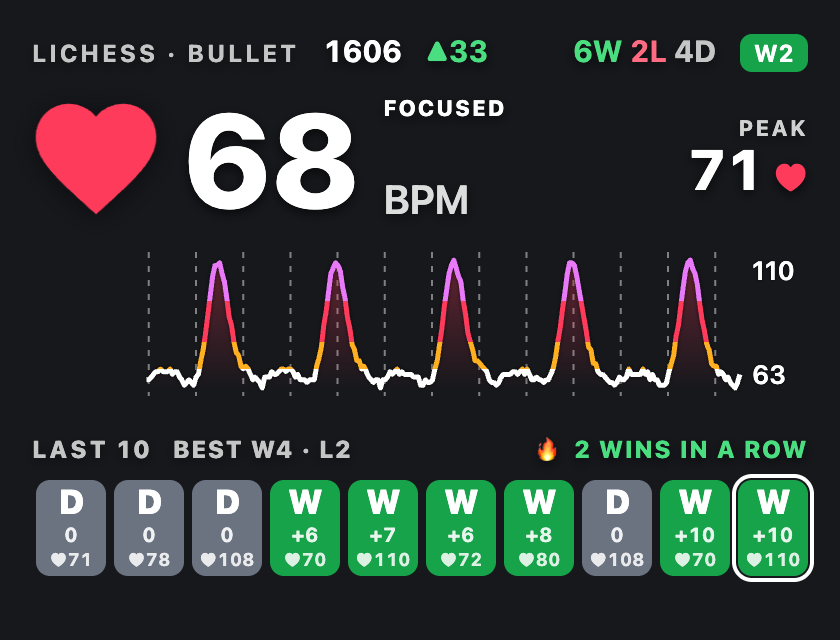 LICHESS · BULLET 1606 ▲33 6W 2L 4D W2
FOCUSED
68 BPM
PEAK
71
110
63
LAST 10 BEST W4 · L2 🔥 2 WINS IN A ROW
D D D W W W W D W W
0 0 0 +6 +7 +6 +8 0 +10 +10
71 78 108 70 110 72 80 108 70 110